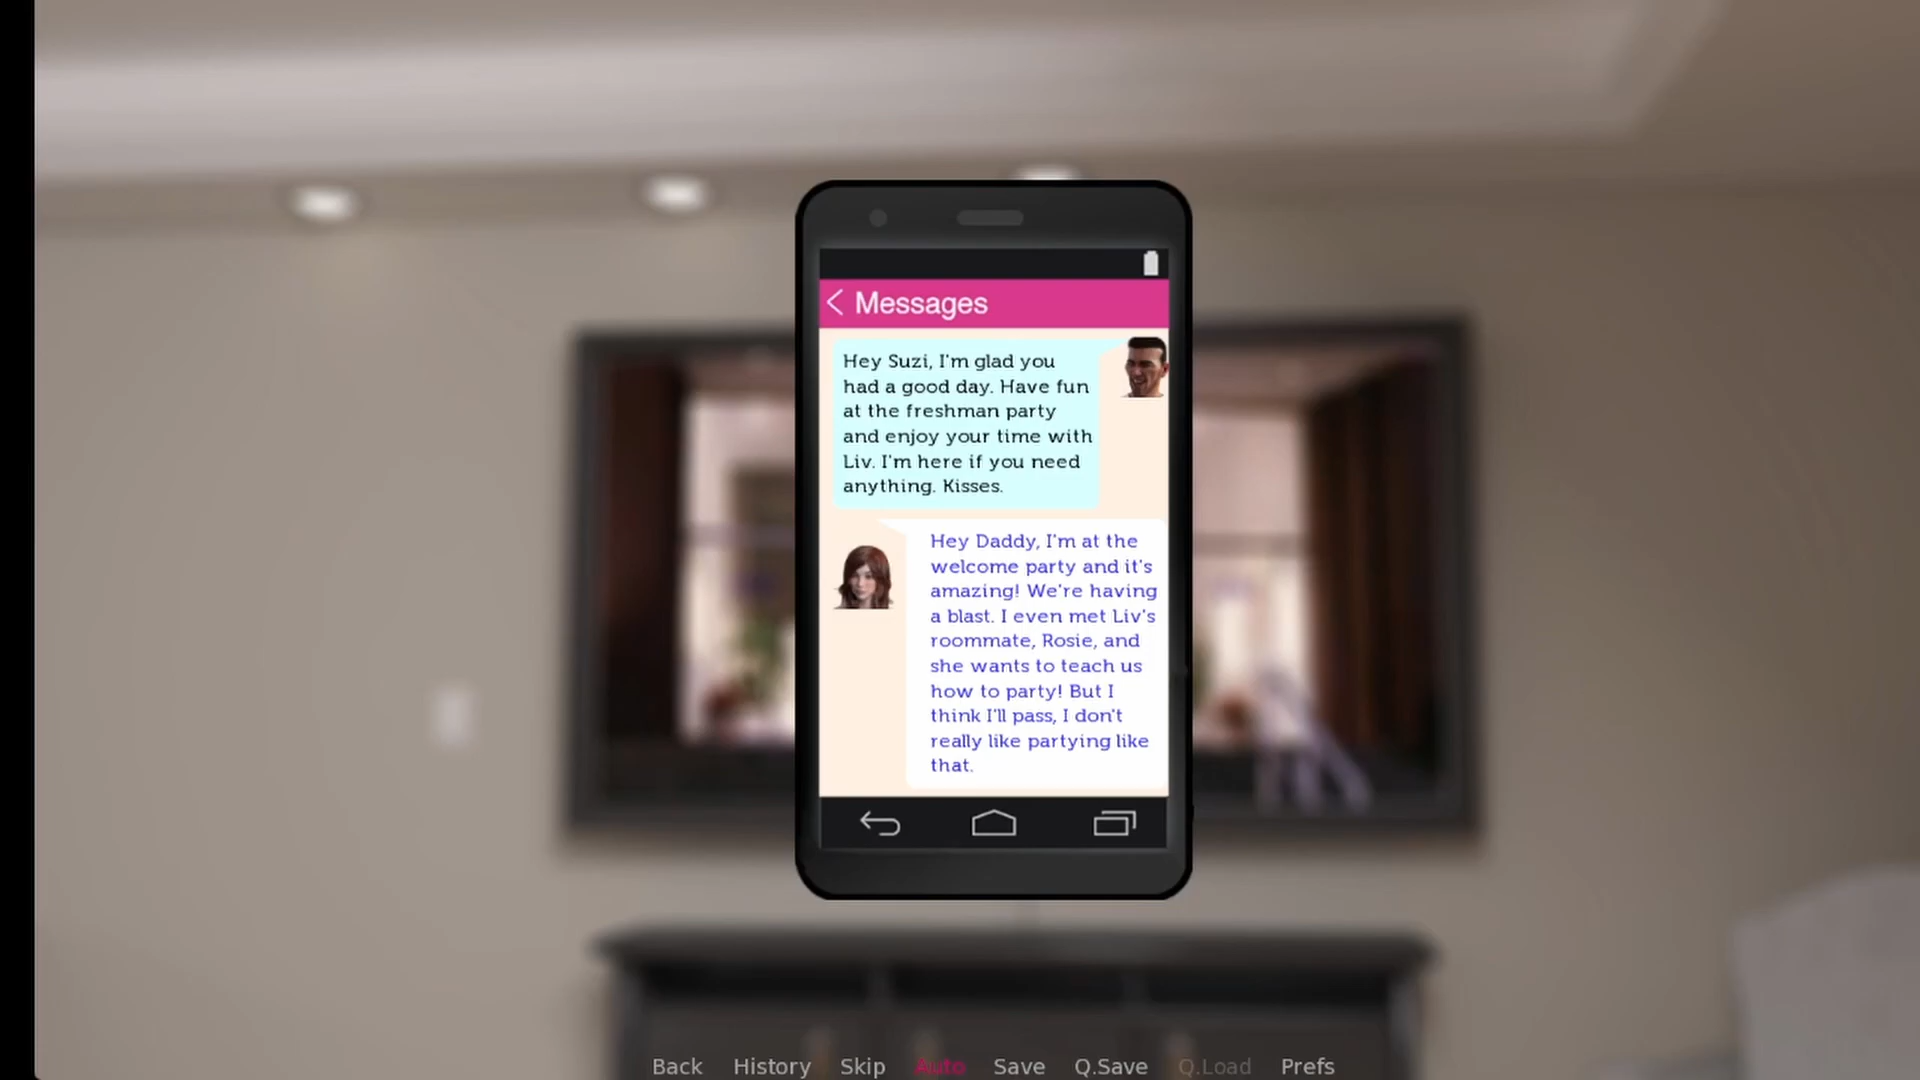 Messages
Hey Suzi, I'm glad you
had a good day. Have fun
at the freshman party
and enjoy your time with
Liv. I'm here if you need
anything. Kisses.
Hey Daddy, I'm at the
welcome party and it's
amazing! We're having
a blast. I even met Liv's
roommate, Rosie, and
she wants to teach us
how to party! But I
think I'll pass, I don't
really like partying like
that.
Back History Skip Auto Save Q.Save Q.Load Prefs